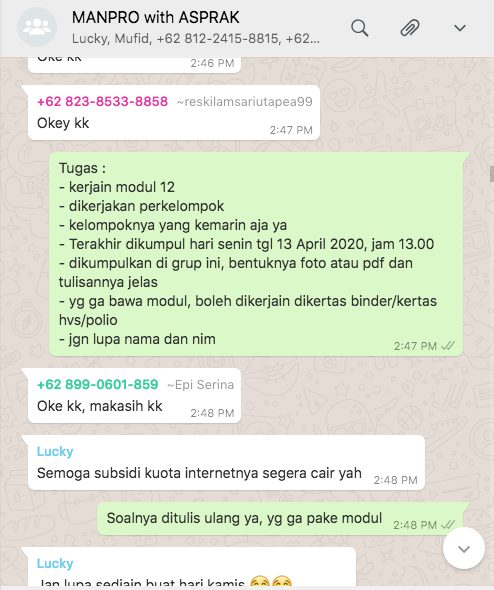 MANPRO with ASPRAK
Lucky, Mufid, +62 812-2415-8815, +62...
Oke kk
2:46 PM
+62 823-8533-8858 ~reskilamsariutapea99
Okey kk
2:47 PM
Tugas :
- kerjain modul 12
- dikerjakan perkelompok
- kelompoknya yang kemarin aja ya
- Terakhir dikumpul hari senin tgl 13 April 2020, jam 13.00
- dikumpulkan di grup ini, bentuknya foto atau pdf dan
tulisannya jelas
- yg ga bawa modul, boleh dikerjain dikertas binder/kertas
hvs/polio
- jgn lupa nama dan nim
2:47 PM
+62 899-0601-859 ~Epi Serina
Oke kk, makasih kk
2:48 PM
Lucky
Semoga subsidi kuota internetnya segera cair yah
2:48 PM
Soalnya ditulis ulang ya, yg ga pake modul
2:48 PM
Lucky
Jan lupa sediain buat hari kamis 😂😂